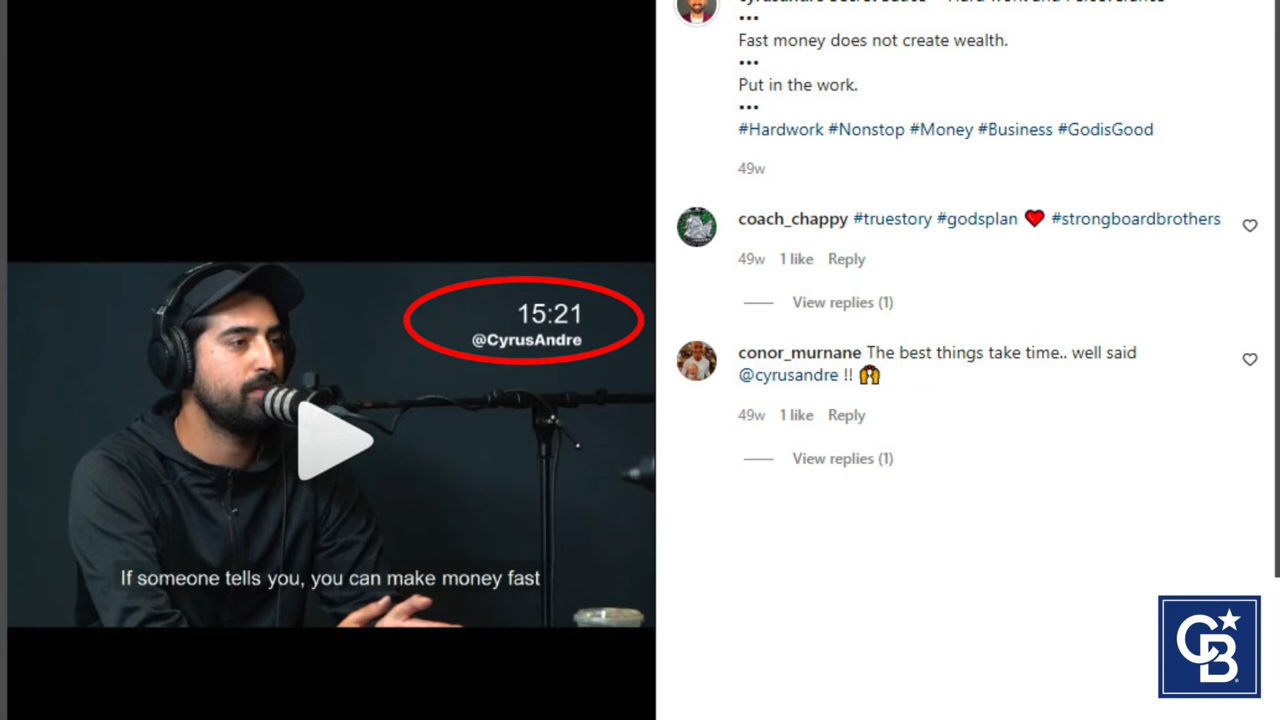 •••
Fast money does not create wealth.
•••
Put in the work.
•••
#Hardwork #Nonstop #Money #Business #GodisGood
49w
coach_chappy #truestory #godsplan ❤️ #strongboardbrothers
49w 1 like Reply
View replies (1)
conor_murnane The best things take time.. well said
@cyrusandre !! 🙌
49w 1 like Reply
View replies (1)
15:21
@CyrusAndre
If someone tells you, you can make money fast
CB